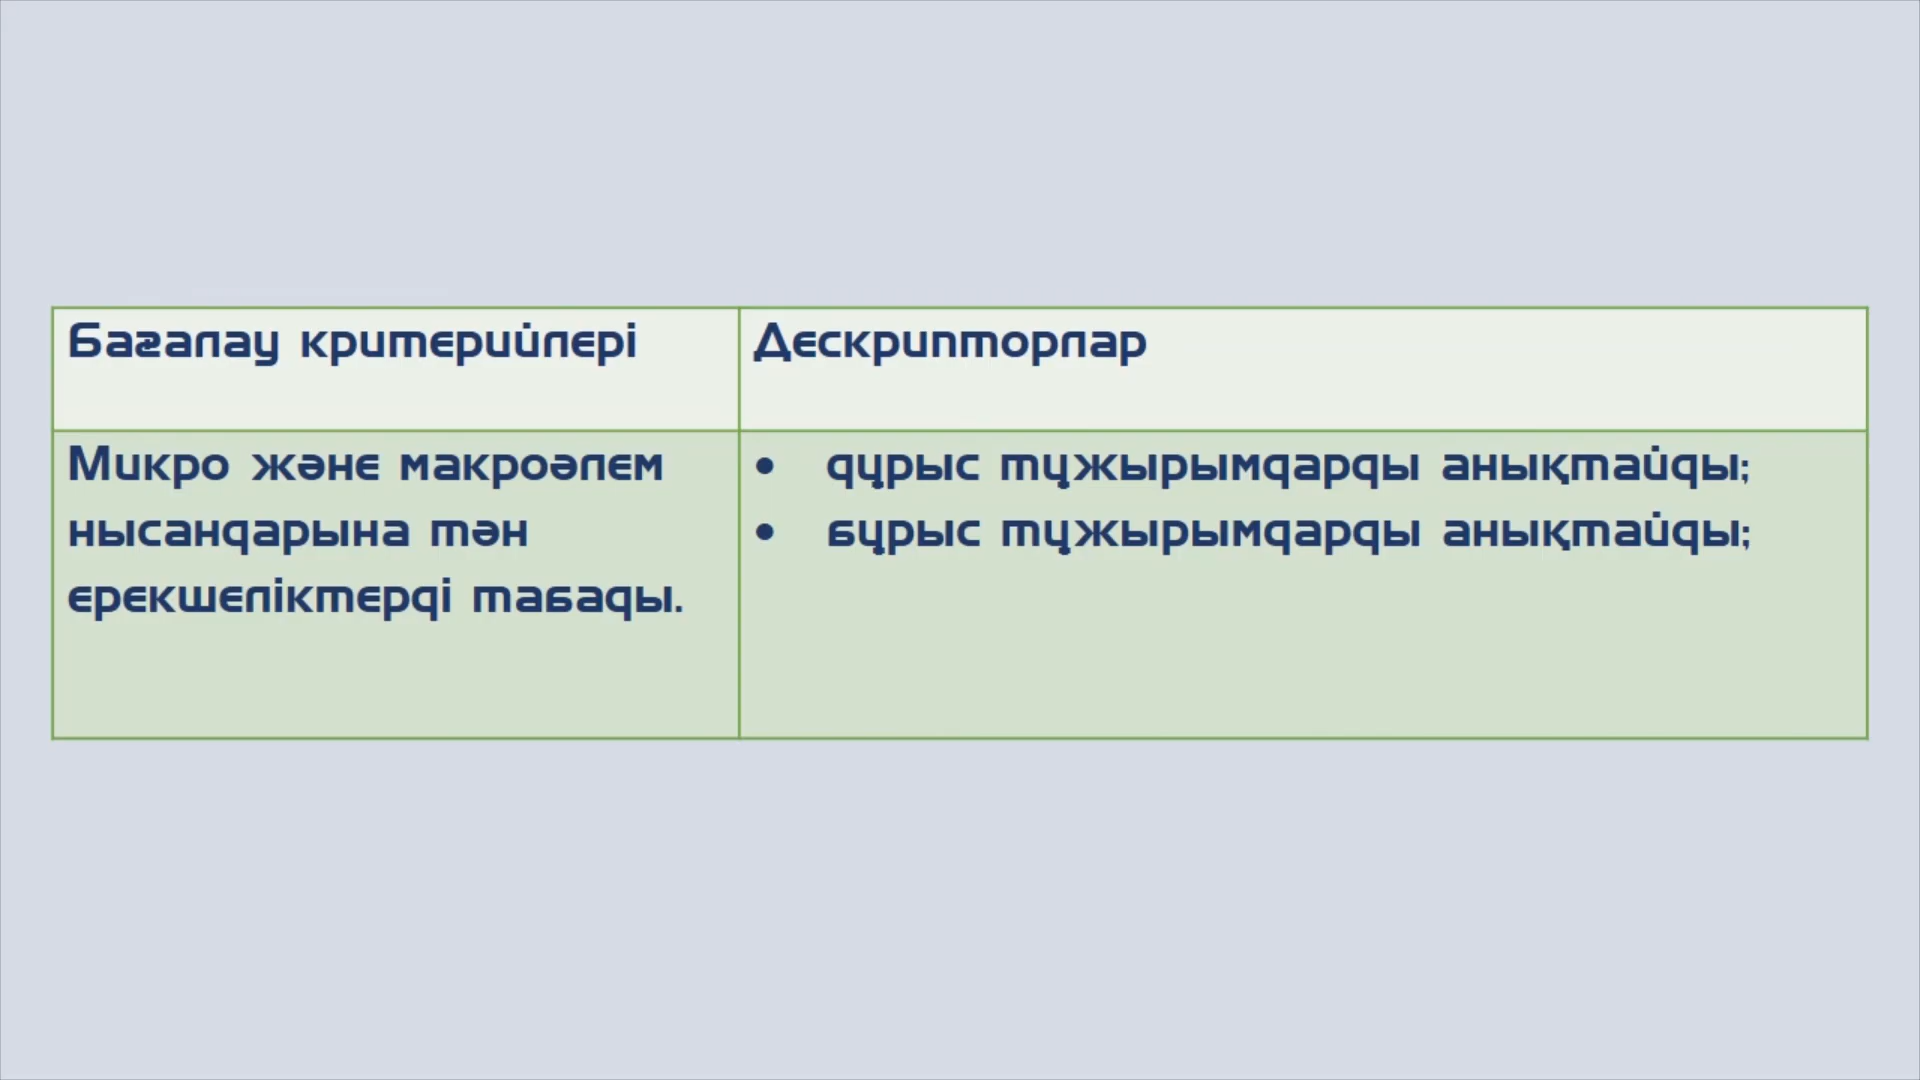 Бағалау критерийлері
Дескрипторлар
Микро және макроәлем
нысандарына тән
ерекшеліктерді табады.
• дұрыс тұжырымдарды анықтайды;
• бұрыс тұжырымдарды анықтайды;